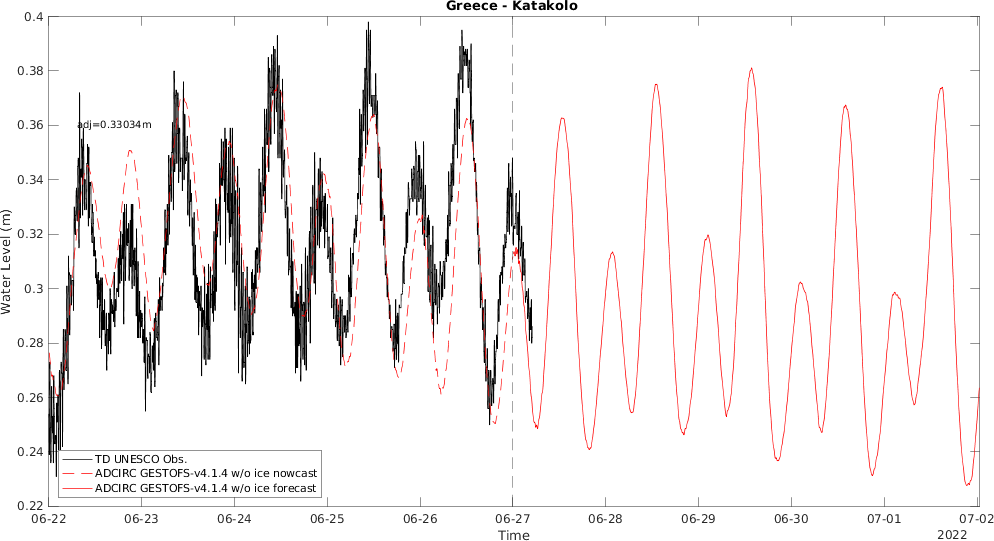 Greece - Katakolo
0.4
0.38
0.36
0.34
0.32
0.3
0.28
0.26
0.24
0.22
Water Level (m)
adj=0.33034m
TD UNESCO Obs.
ADCIRC GESTOFS-v4.1.4 w/o ice nowcast
ADCIRC GESTOFS-v4.1.4 w/o ice forecast
06-22 06-23 06-24 06-25 06-26 06-27 06-28 06-29 06-30 07-01 07-02
Time
2022